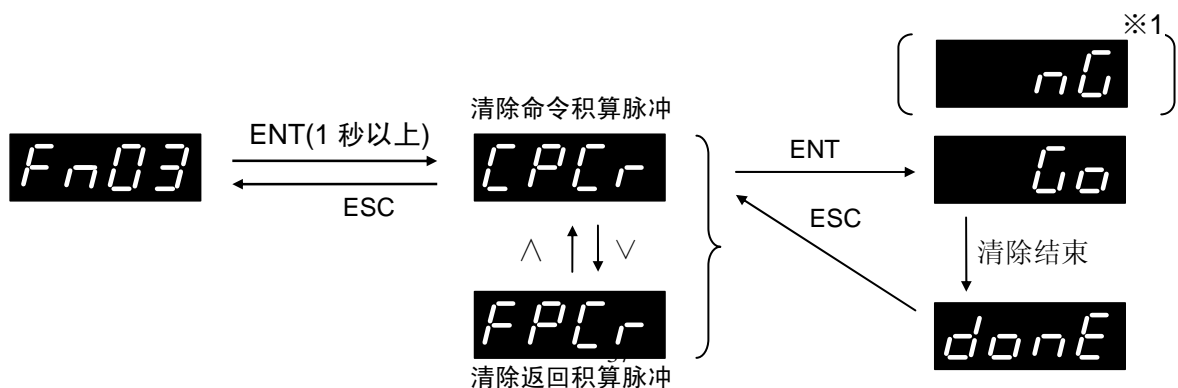 ※1
nG
清除命令积算脉冲
Fn03
ENT(1 秒以上)
ESC
CPCr
ENT
Go
ESC
∧
∨
清除结束
FPCr
donE
清除返回积算脉冲